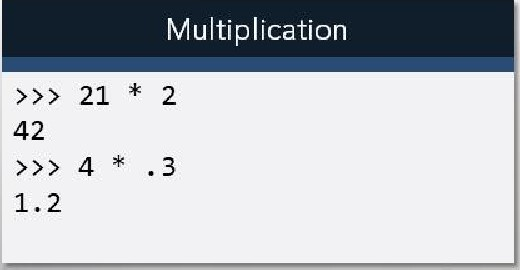 Multiplication
>>> 21 * 2
42
>>> 4 * .3
1.2